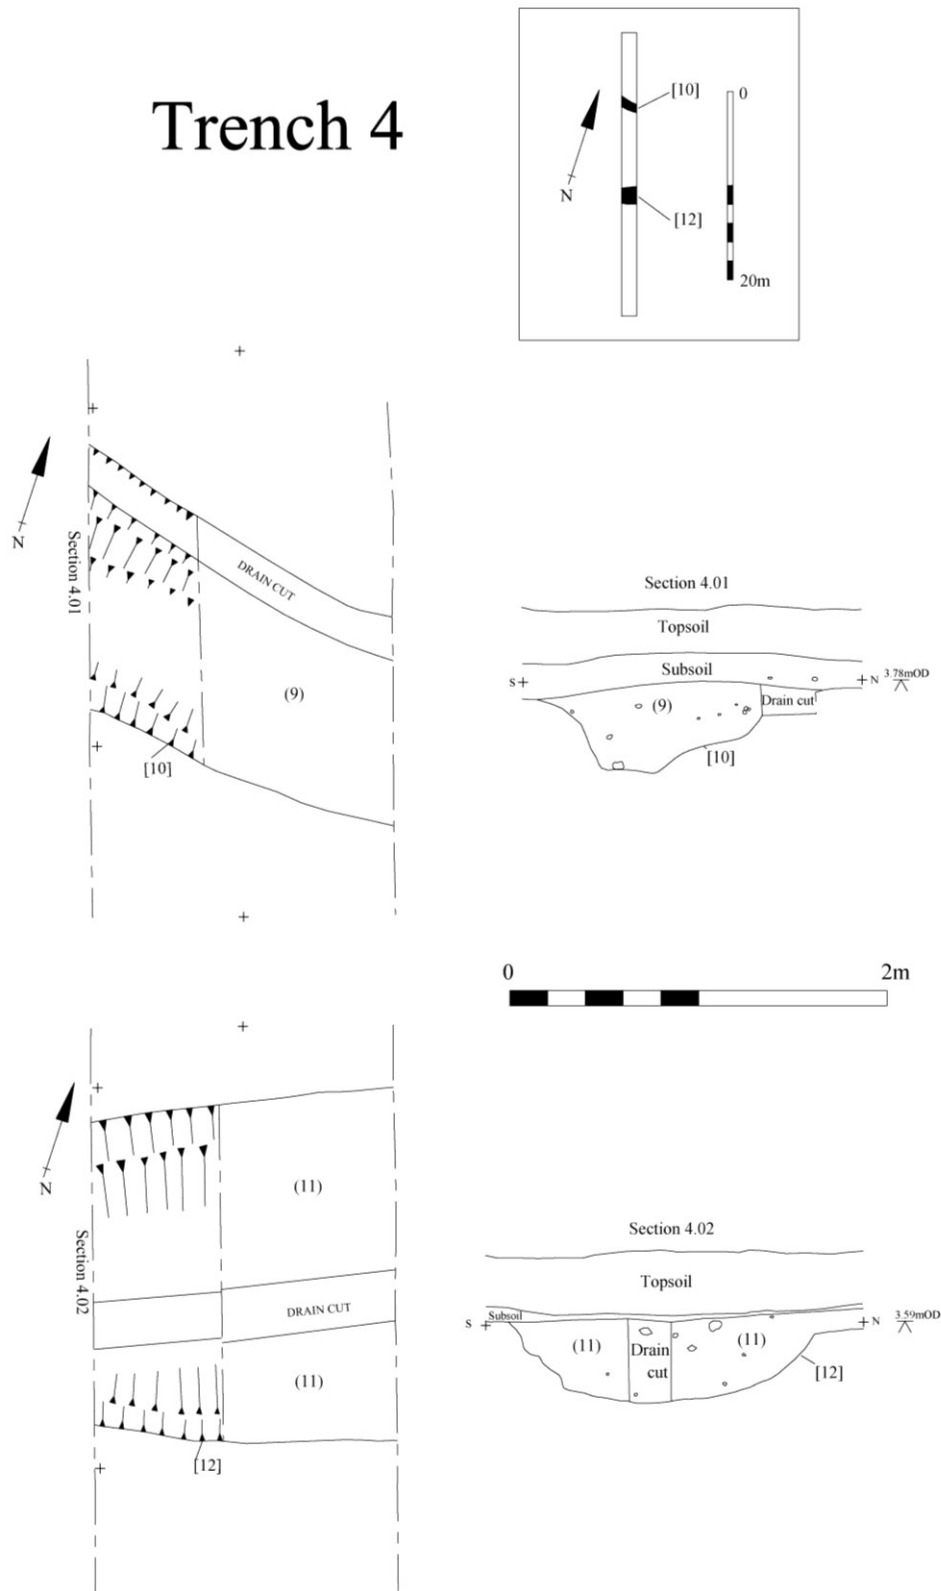 Trench 4
[10]
0
N
[12]
20m
N
Section 4.01
DRAIN CUT
(9)
[10]
Section 4.01
Topsoil
Subsoil
S
N
3.78mOD
(9)
Drain cut
[10]
0
2m
N
Section 4.02
(11)
DRAIN CUT
(11)
[12]
Section 4.02
Topsoil
Subsoil
S
N
3.59mOD
(11)
Drain
cut
(11)
[12]